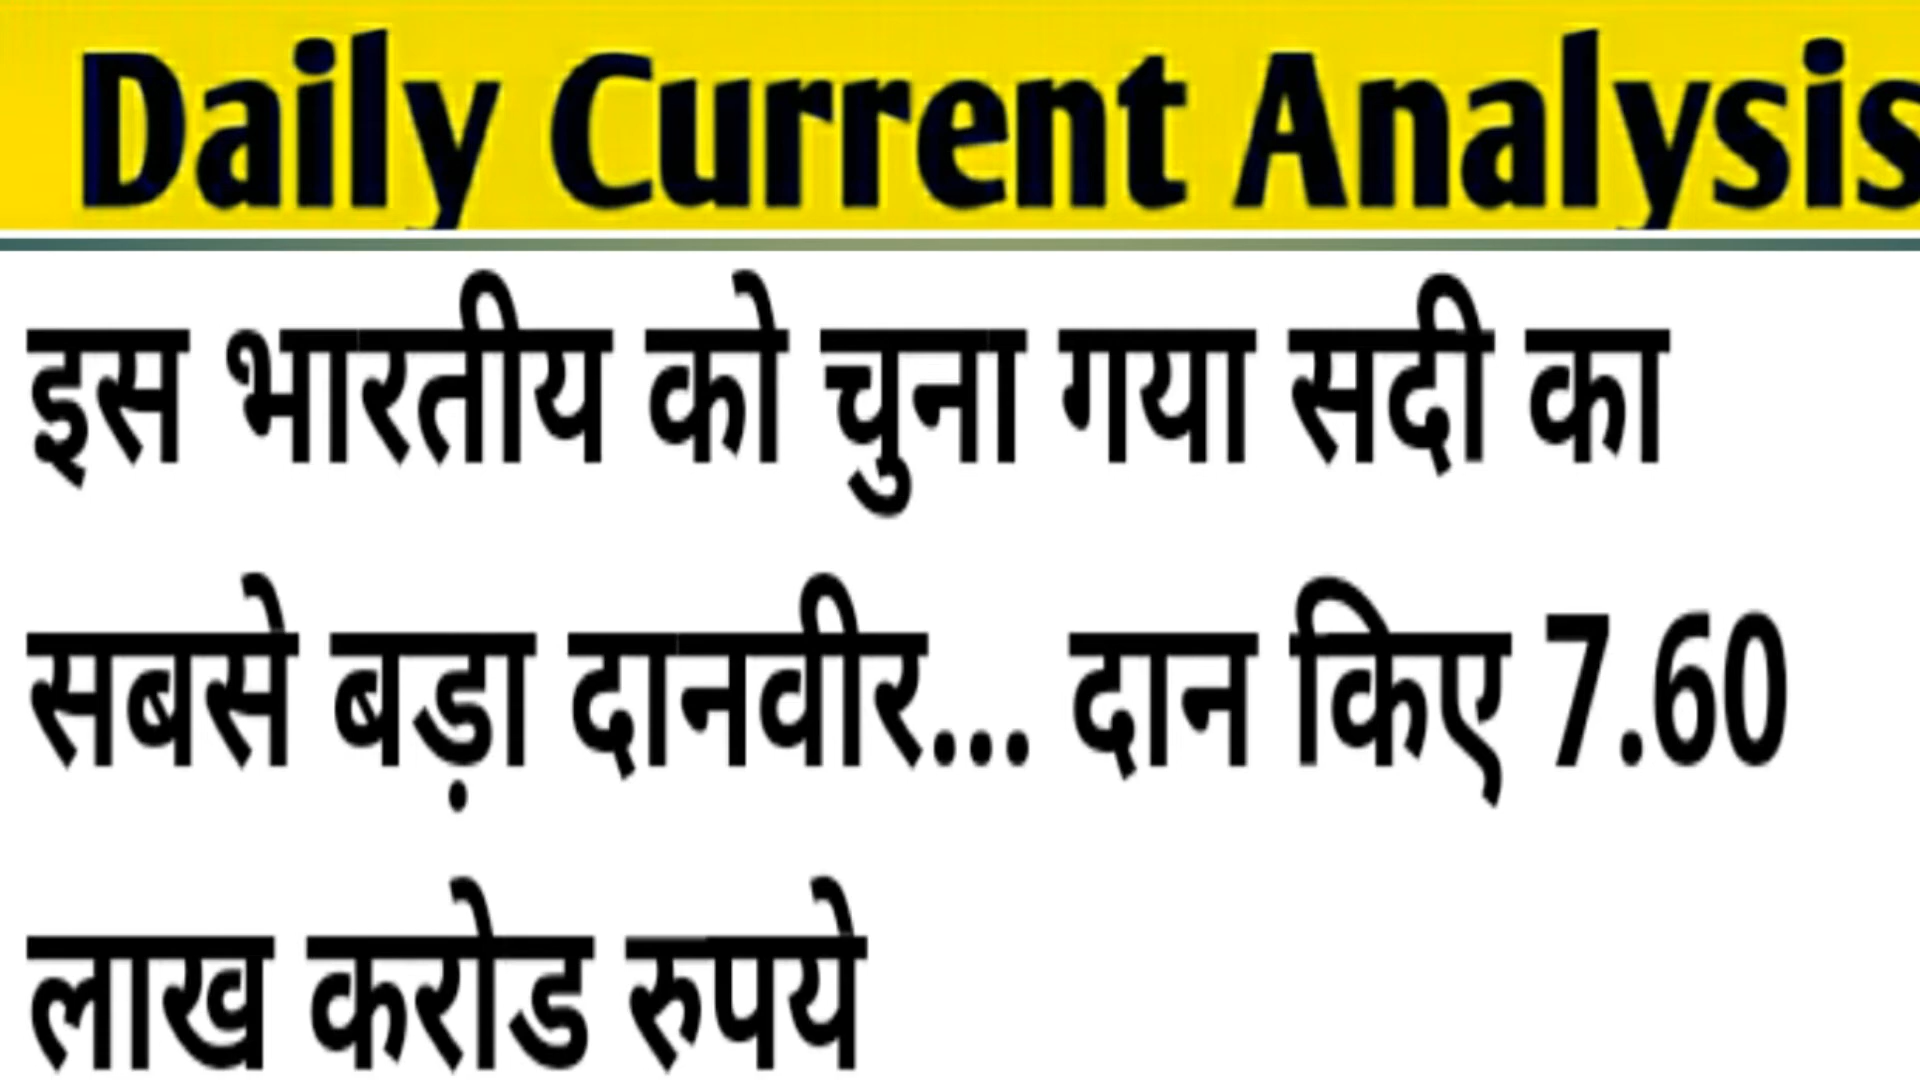 Daily Current Analysis
इस भारतीय को चुना गया सदी का
सबसे बड़ा दानवीर... दान किए 7.60
लाख करोड रुपये